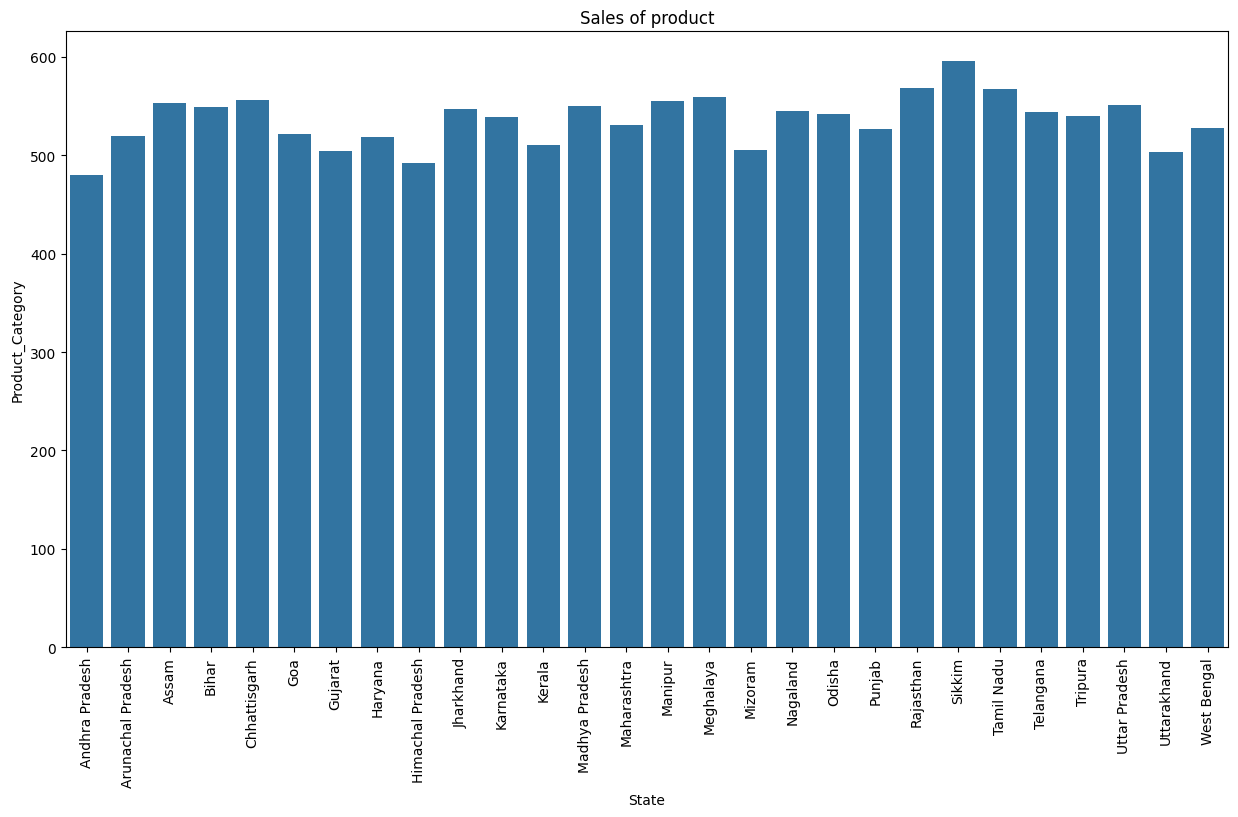 Sales of product
Product_Category
600
500
400
300
200
100
0
Andhra Pradesh
Arunachal Pradesh
Assam
Bihar
Chhattisgarh
Goa
Gujarat
Haryana
Himachal Pradesh
Jharkhand
Karnataka
Kerala
Madhya Pradesh
Maharashtra
Manipur
Meghalaya
Mizoram
Nagaland
Odisha
Punjab
Rajasthan
Sikkim
Tamil Nadu
Telangana
Tripura
Uttar Pradesh
Uttarakhand
West Bengal
State